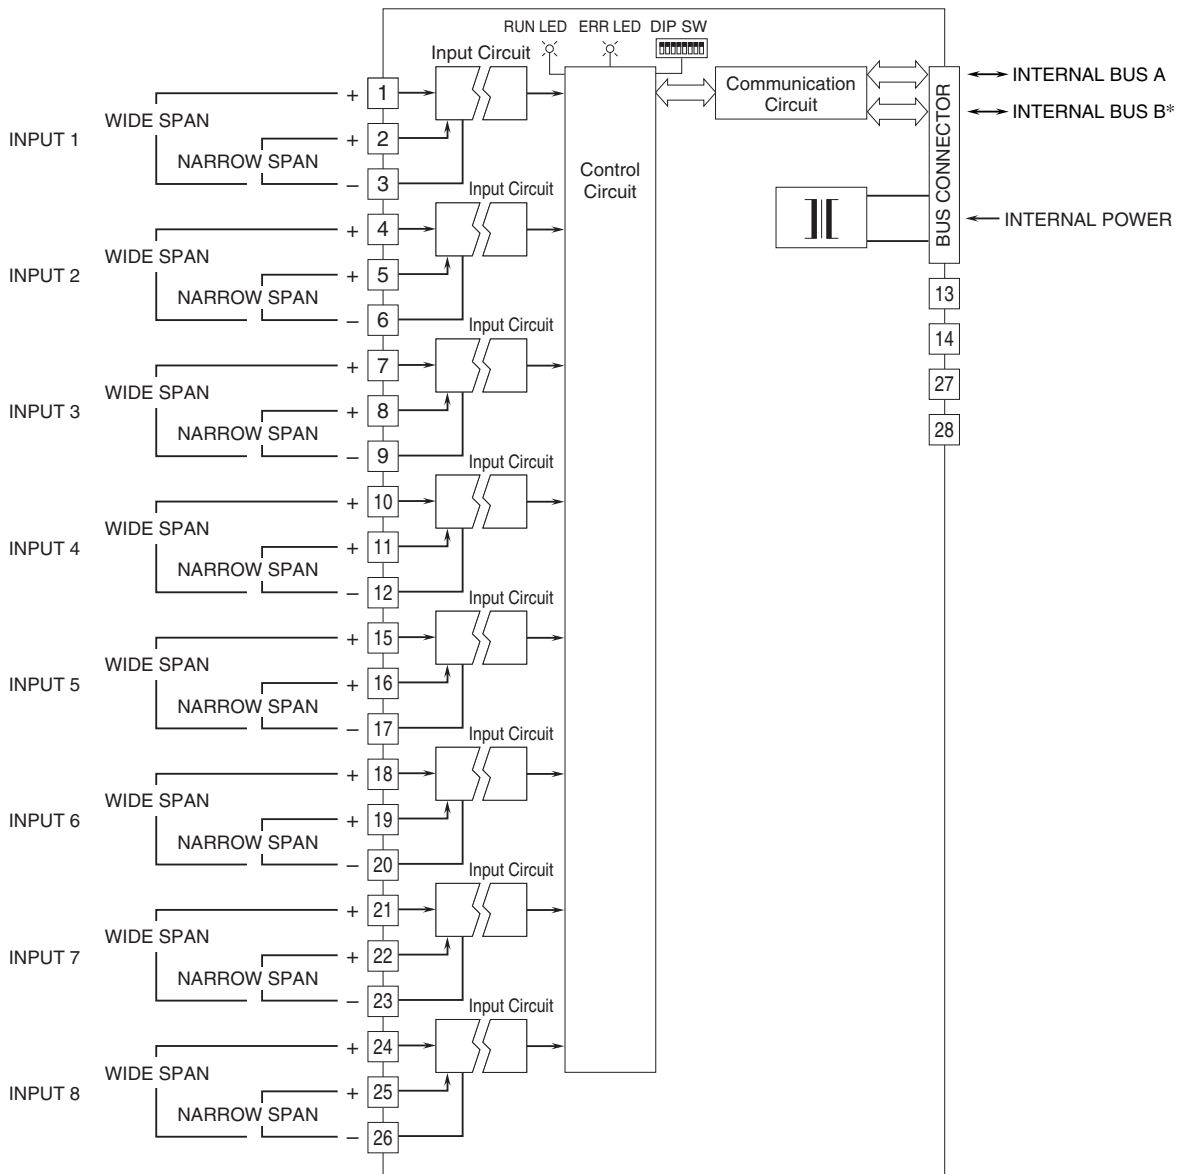 RUN LED ERR LED DIP SW
Input Circuit
INPUT 1
WIDE SPAN
NARROW SPAN
+ 1
+ 2
− 3
Input Circuit
INPUT 2
WIDE SPAN
NARROW SPAN
+ 4
+ 5
− 6
Input Circuit
INPUT 3
WIDE SPAN
NARROW SPAN
+ 7
+ 8
− 9
Input Circuit
INPUT 4
WIDE SPAN
NARROW SPAN
+ 10
+ 11
− 12
Input Circuit
INPUT 5
WIDE SPAN
NARROW SPAN
+ 15
+ 16
− 17
Input Circuit
INPUT 6
WIDE SPAN
NARROW SPAN
+ 18
+ 19
− 20
Input Circuit
INPUT 7
WIDE SPAN
NARROW SPAN
+ 21
+ 22
− 23
Input Circuit
INPUT 8
WIDE SPAN
NARROW SPAN
+ 24
+ 25
− 26
Control
Circuit
Communication
Circuit
BUS CONNECTOR
INTERNAL BUS A
INTERNAL BUS B*
INTERNAL POWER
13
14
27
28